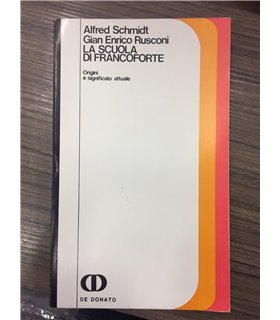 Alfred Schmidt
Gian Enrico Rusconi
LA SCUOLA
DI FRANCOFORTE
Origini
e significato attuale
DE DONATO